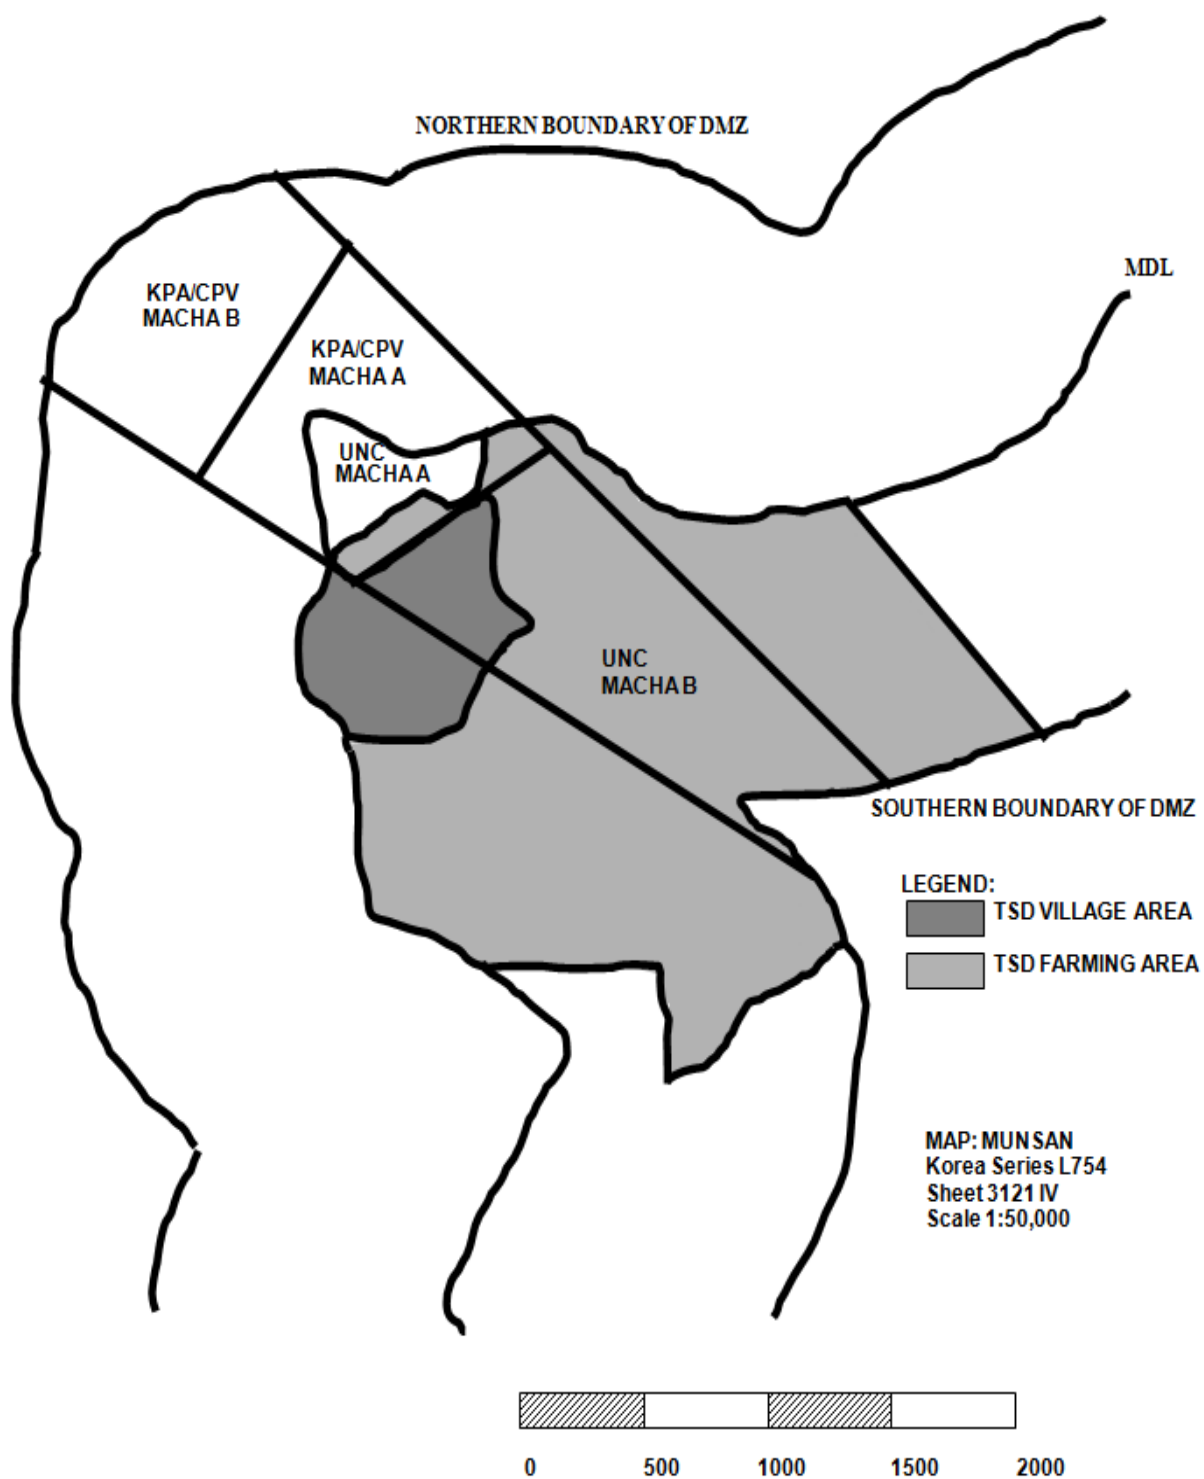 NORTHERN BOUNDARY OF DMZ
MDL
KPA/CPV
MACHA B
KPA/CPV
MACHA A
UNC
MACHA A
UNC
MACHA B
SOUTHERN BOUNDARY OF DMZ
LEGEND:
TSD VILLAGE AREA
TSD FARMING AREA
MAP: MUNSAN
Korea Series L754
Sheet 3121 IV
Scale 1:50,000
0 500 1000 1500 2000